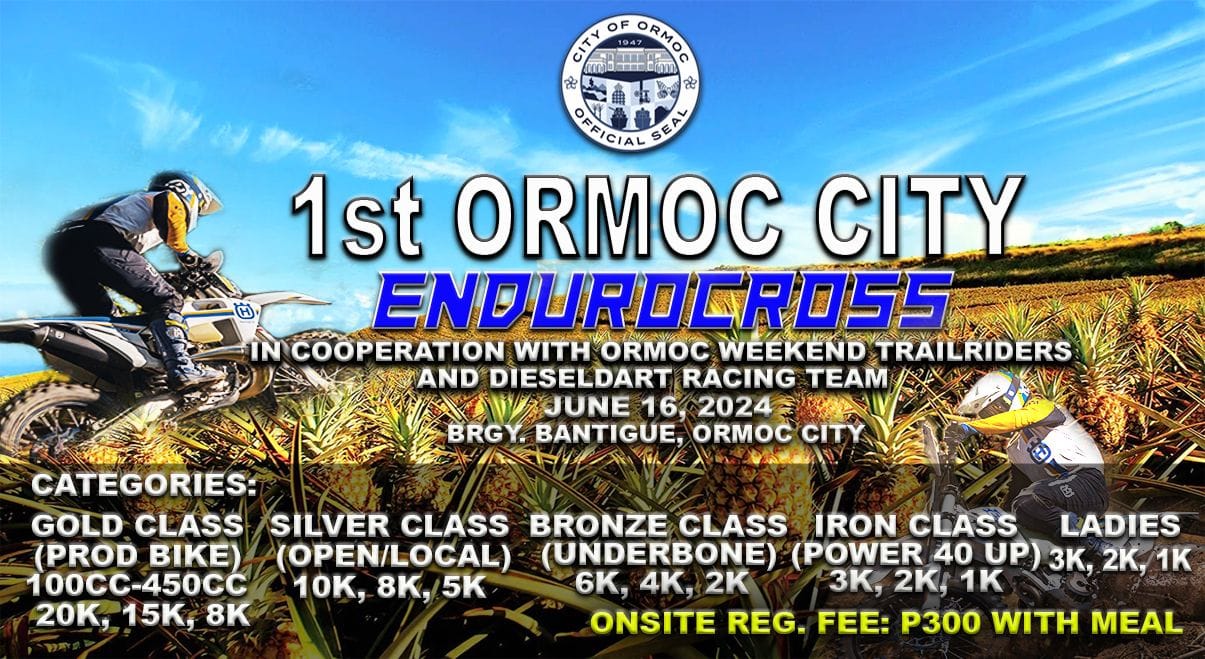 CITY OF ORMOC
1947
OFFICIAL SEAL
1st ORMOC CITY
ENDUROCROSS
IN COOPERATION WITH ORMOC WEEKEND TRAILRIDERS
AND DIESELDART RACING TEAM
JUNE 16, 2024
BRGY. BANTIGUE, ORMOC CITY
CATEGORIES:
GOLD CLASS
(PROD BIKE)
100CC-450CC
20K, 15K, 8K
SILVER CLASS
(OPEN/LOCAL)
10K, 8K, 5K
BRONZE CLASS
(UNDERBONE)
6K, 4K, 2K
IRON CLASS
(POWER 40 UP)
3K, 2K, 1K
LADIES
3K, 2K, 1K
ONSITE REG. FEE: P300 WITH MEAL